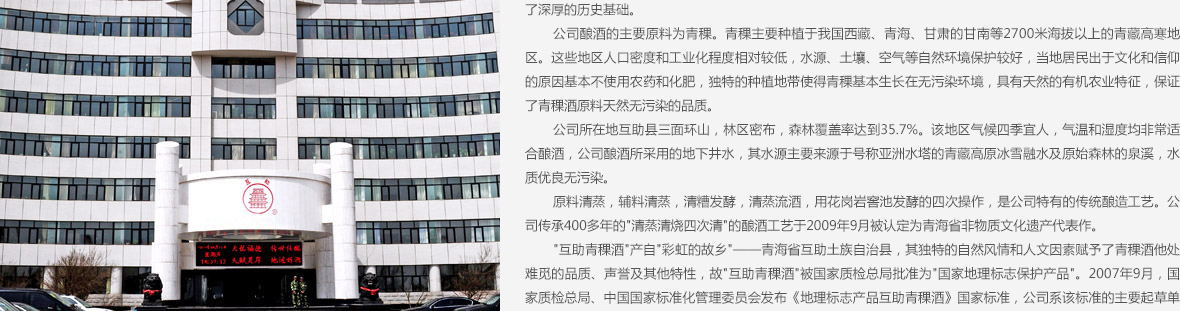 互助
了深厚的历史基础。
公司酿酒的主要原料为青稞。青稞主要种植于我国西藏、青海、甘肃的甘南等2700米海拔以上的青藏高寒地
区。这些地区人口密度和工业化程度相对较低，水源、土壤、空气等自然环境保护较好，当地居民出于文化和信仰
的原因基本不使用农药和化肥，独特的种植地带使得青稞基本生长在无污染环境，具有天然的有机农业特征，保证
了青稞酒原料天然无污染的品质。
公司所在地互助县三面环山，林区密布，森林覆盖率达到35.7%。该地区气候四季宜人，气温和湿度均非常适
合酿酒，公司酿酒所采用的地下井水，其水源主要来源于号称亚洲水塔的青藏高原冰雪融水及原始森林的泉溪，水
质优良无污染。
原料清蒸，辅料清蒸，清糟发酵，清蒸流酒，用花岗岩窖池发酵的四次操作，是公司特有的传统酿造工艺。公
司传承400多年的"清蒸清烧四次清"的酿酒工艺于2009年9月被认定为青海省非物质文化遗产代表作。
"互助青稞酒"产自"彩虹的故乡"——青海省互助土族自治县，其独特的自然风情和人文因素赋予了青稞酒他处
难觅的品质、声誉及其他特性，故"互助青稞酒"被国家质检总局批准为"国家地理标志保护产品"。2007年9月，国
家质检总局、中国国家标准化管理委员会发布《地理标志产品互助青稞酒》国家标准，公司系该标准的主要起草单